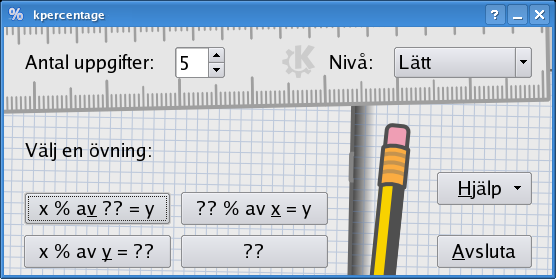 % kpercentage
Antal uppgifter: 5 Nivå: Lätt
Välj en övning:
x % av ?? = y ?? % av x = y
Hjälp
x % av y = ?? ??
Avsluta